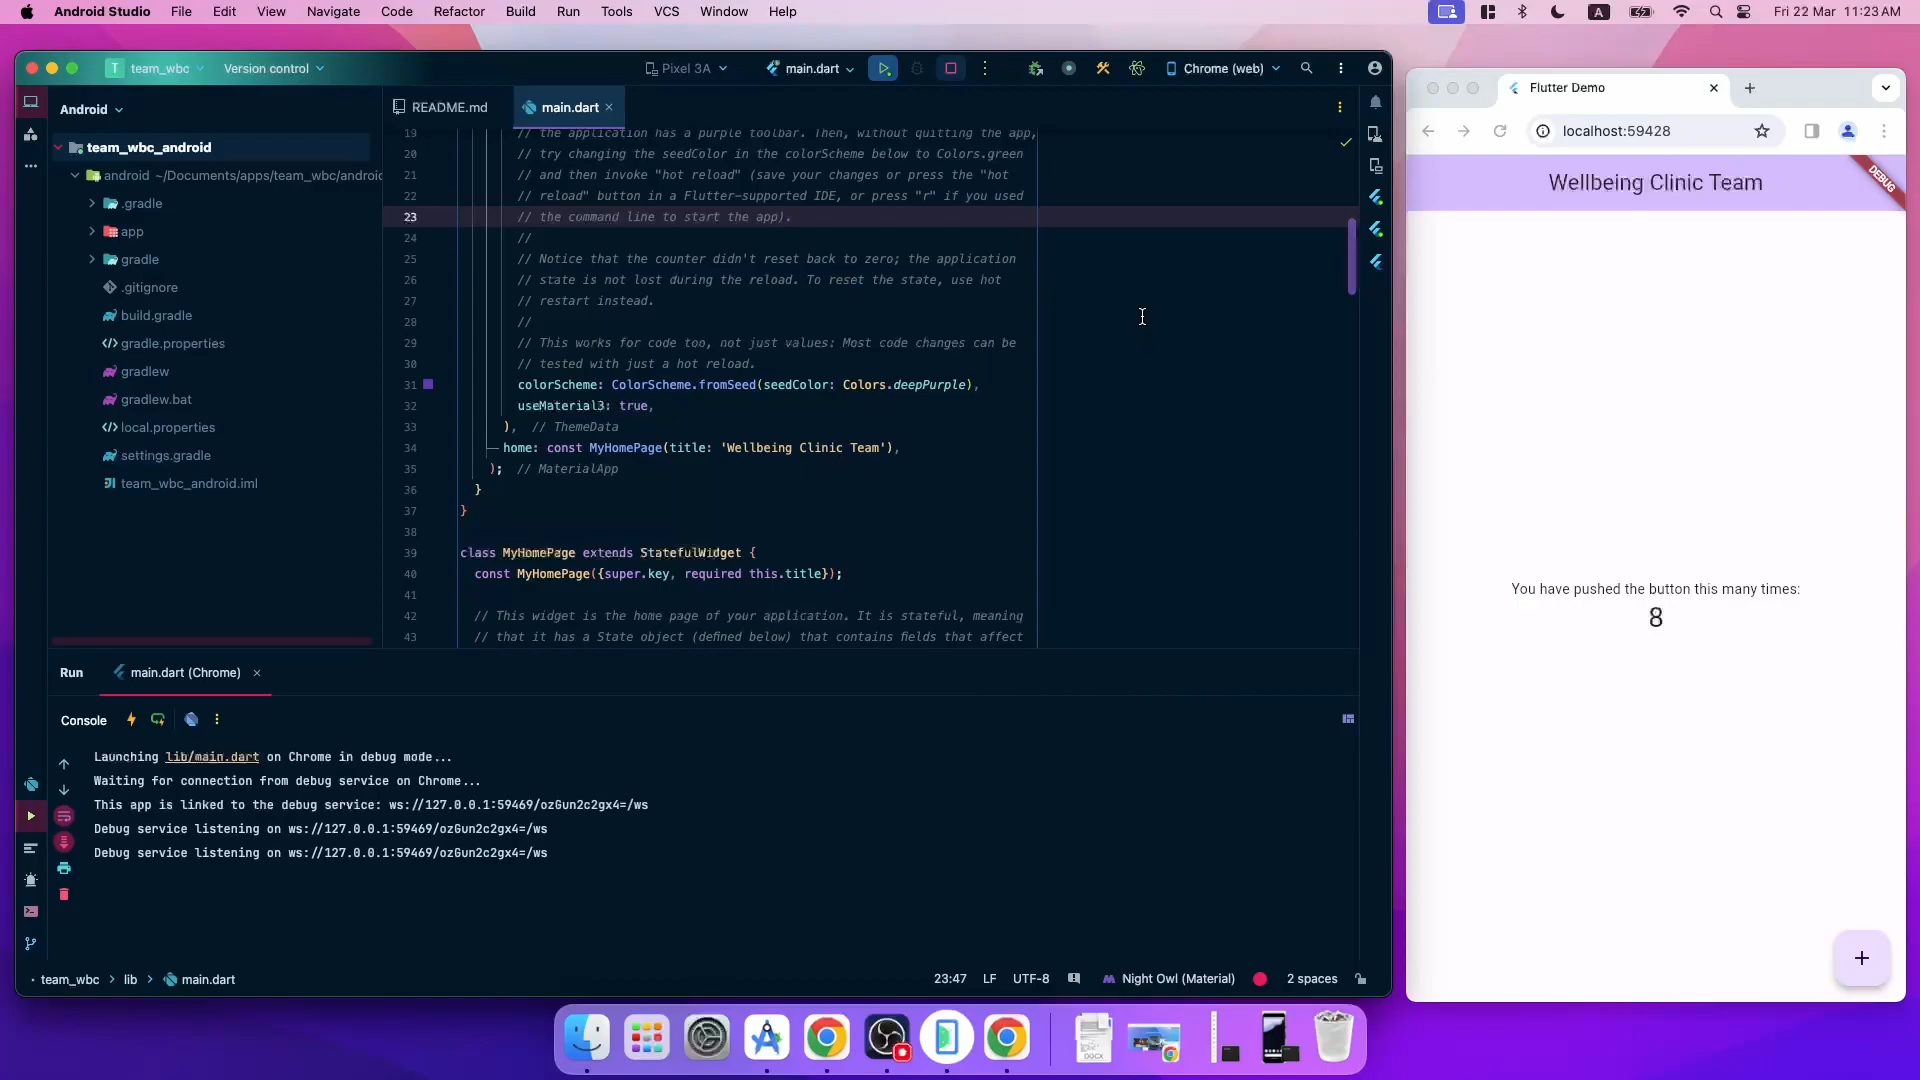 Android Studio File Edit View Navigate Code Refactor Build Run Tools VCS Window Help
A
Fri 22 Mar 11:23 AM
T team_wbc Version control
Pixel 3A main.dart
Chrome (web)
Android
README.md main.dart
team_wbc_android
android ~/Documents/apps/team_wbc/androic
.gradle
app
gradle
.gitignore
build.gradle
gradle.properties
gradlew
gradlew.bat
local.properties
settings.gradle
team_wbc_android.iml
19 // the application has a purple toolbar. Then, without quitting the app,
20 // try changing the seedColor in the colorScheme below to Colors.green
21 // and then invoke "hot reload" (save your changes or press the "hot
22 // reload" button in a Flutter-supported IDE, or press "r" if you used
23 // the command line to start the app).
24 //
25 // Notice that the counter didn't reset back to zero; the application
26 // state is not lost during the reload. To reset the state, use hot
27 // restart instead.
28 //
29 // This works for code too, not just values: Most code changes can be
30 // tested with just a hot reload.
31 colorScheme: ColorScheme.fromSeed(seedColor: Colors.deepPurple),
32 useMaterial3: true,
33 ), // ThemeData
34 home: const MyHomePage(title: 'Wellbeing Clinic Team'),
35 ); // MaterialApp
36 }
37 }
38
39 class MyHomePage extends StatefulWidget {
40 const MyHomePage({super.key, required this.title});
41
42 // This widget is the home page of your application. It is stateful, meaning
43 // that it has a State object (defined below) that contains fields that affect
Run main.dart (Chrome)
Console
Launching lib/main.dart on Chrome in debug mode...
Waiting for connection from debug service on Chrome...
This app is linked to the debug service: ws://127.0.0.1:59469/ozGun2c2gx4=/ws
Debug service listening on ws://127.0.0.1:59469/ozGun2c2gx4=/ws
Debug service listening on ws://127.0.0.1:59469/ozGun2c2gx4=/ws
team_wbc > lib > main.dart
23:47 LF UTF-8 Night Owl (Material) 2 spaces
Flutter Demo
localhost:59428
Wellbeing Clinic Team
DEBUG
You have pushed the button this many times:
8
+
DOCX